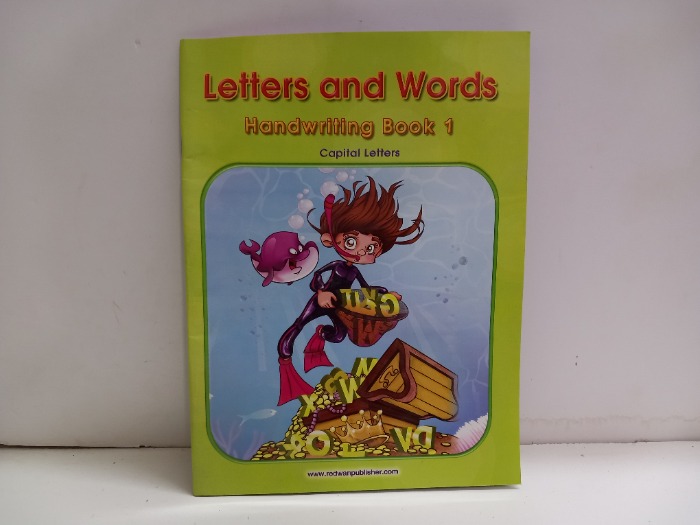 Letters and Words
Handwriting Book 1
Capital Letters
www.redwanpublisher.com